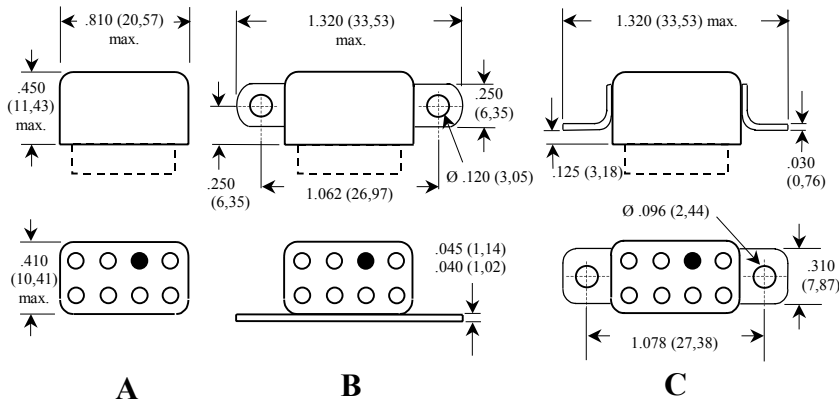 .810 (20,57)
max.
.450
(11,43)
max.
1.320 (33,53)
max.
.250
(6,35)
.250
(6,35)
1.062 (26,97)
Ø .120 (3,05)
1.320 (33,53) max.
.125 (3,18)
.030
(0,76)
.410
(10,41)
max.
.045 (1,14)
.040 (1,02)
Ø .096 (2,44)
.310
(7,87)
1.078 (27,38)
A
B
C